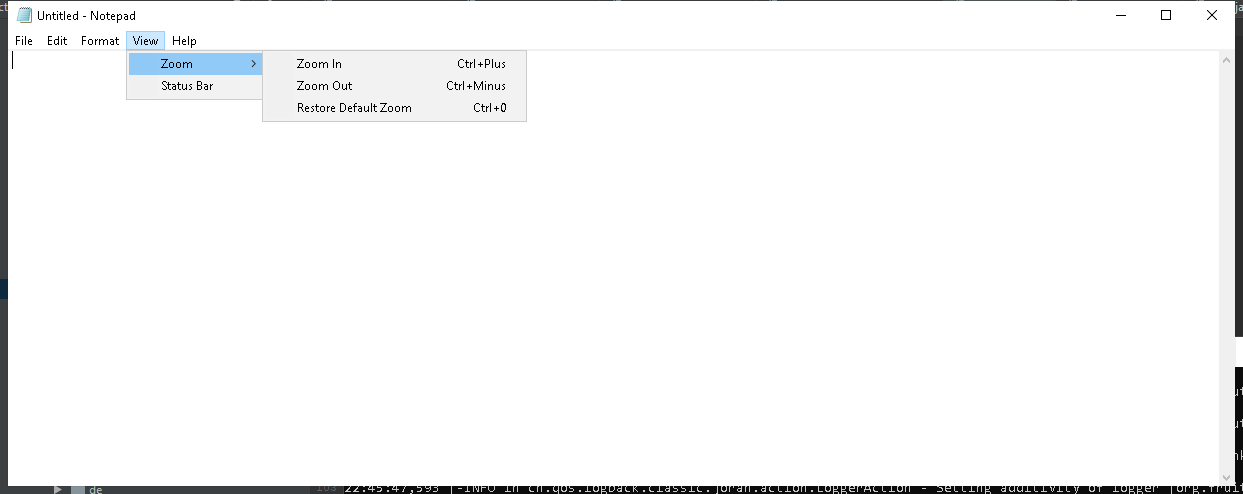 Untitled - Notepad
File Edit Format View Help
Zoom
Status Bar
Zoom In Ctrl+Plus
Zoom Out Ctrl+Minus
Restore Default Zoom Ctrl+0
de
22:45:47,593 |-INFO in ch.qos.logback.classic.joran.action.LoggerAction - Setting additivity of logger